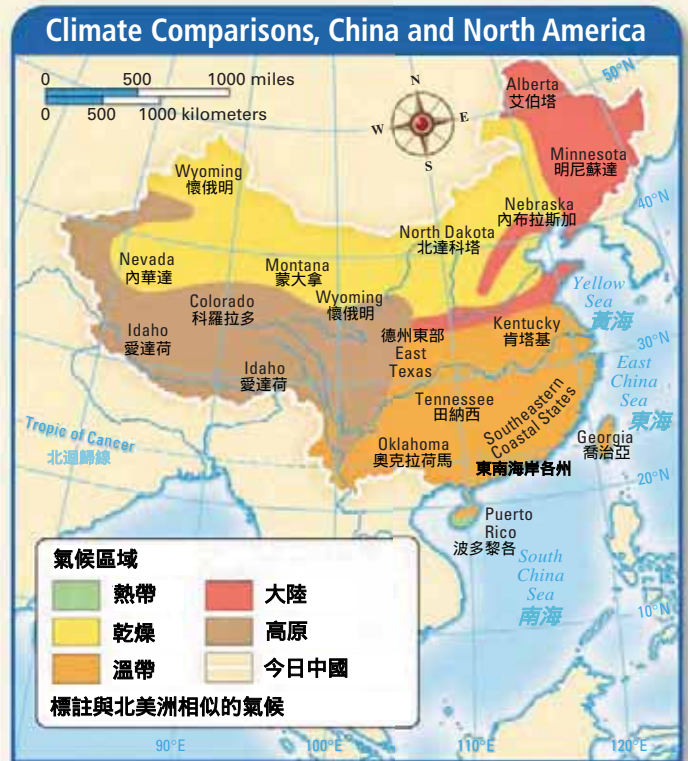 Climate Comparisons, China and North America
0 500 1000 miles
0 500 1000 kilometers
N
W
E
S
50°N
Alberta
艾伯塔
Minnesota
明尼蘇達
Wyoming
懷俄明
Nebraska
內布拉斯加
40°N
North Dakota
北達科塔
Nevada
內華達
Montana
蒙大拿
Wyoming
懷俄明
Colorado
科羅拉多
Yellow
Sea
黃海
Idaho
愛達荷
德州東部
East
Texas
Kentucky
肯塔基
30°N
Idaho
愛達荷
East
China
Sea
東海
Tennessee
田納西
Southeastern
Coastal States
東南海岸各州
Tropic of Cancer
北迴歸線
Oklahoma
奧克拉荷馬
Georgia
喬治亞
20°N
Puerto
Rico
波多黎各
South
China
Sea
南海
10°N
氣候區域
熱帶
大陸
乾燥
高原
溫帶
今日中國
標註與北美洲相似的氣候
90°E
100°E
110°E
120°E